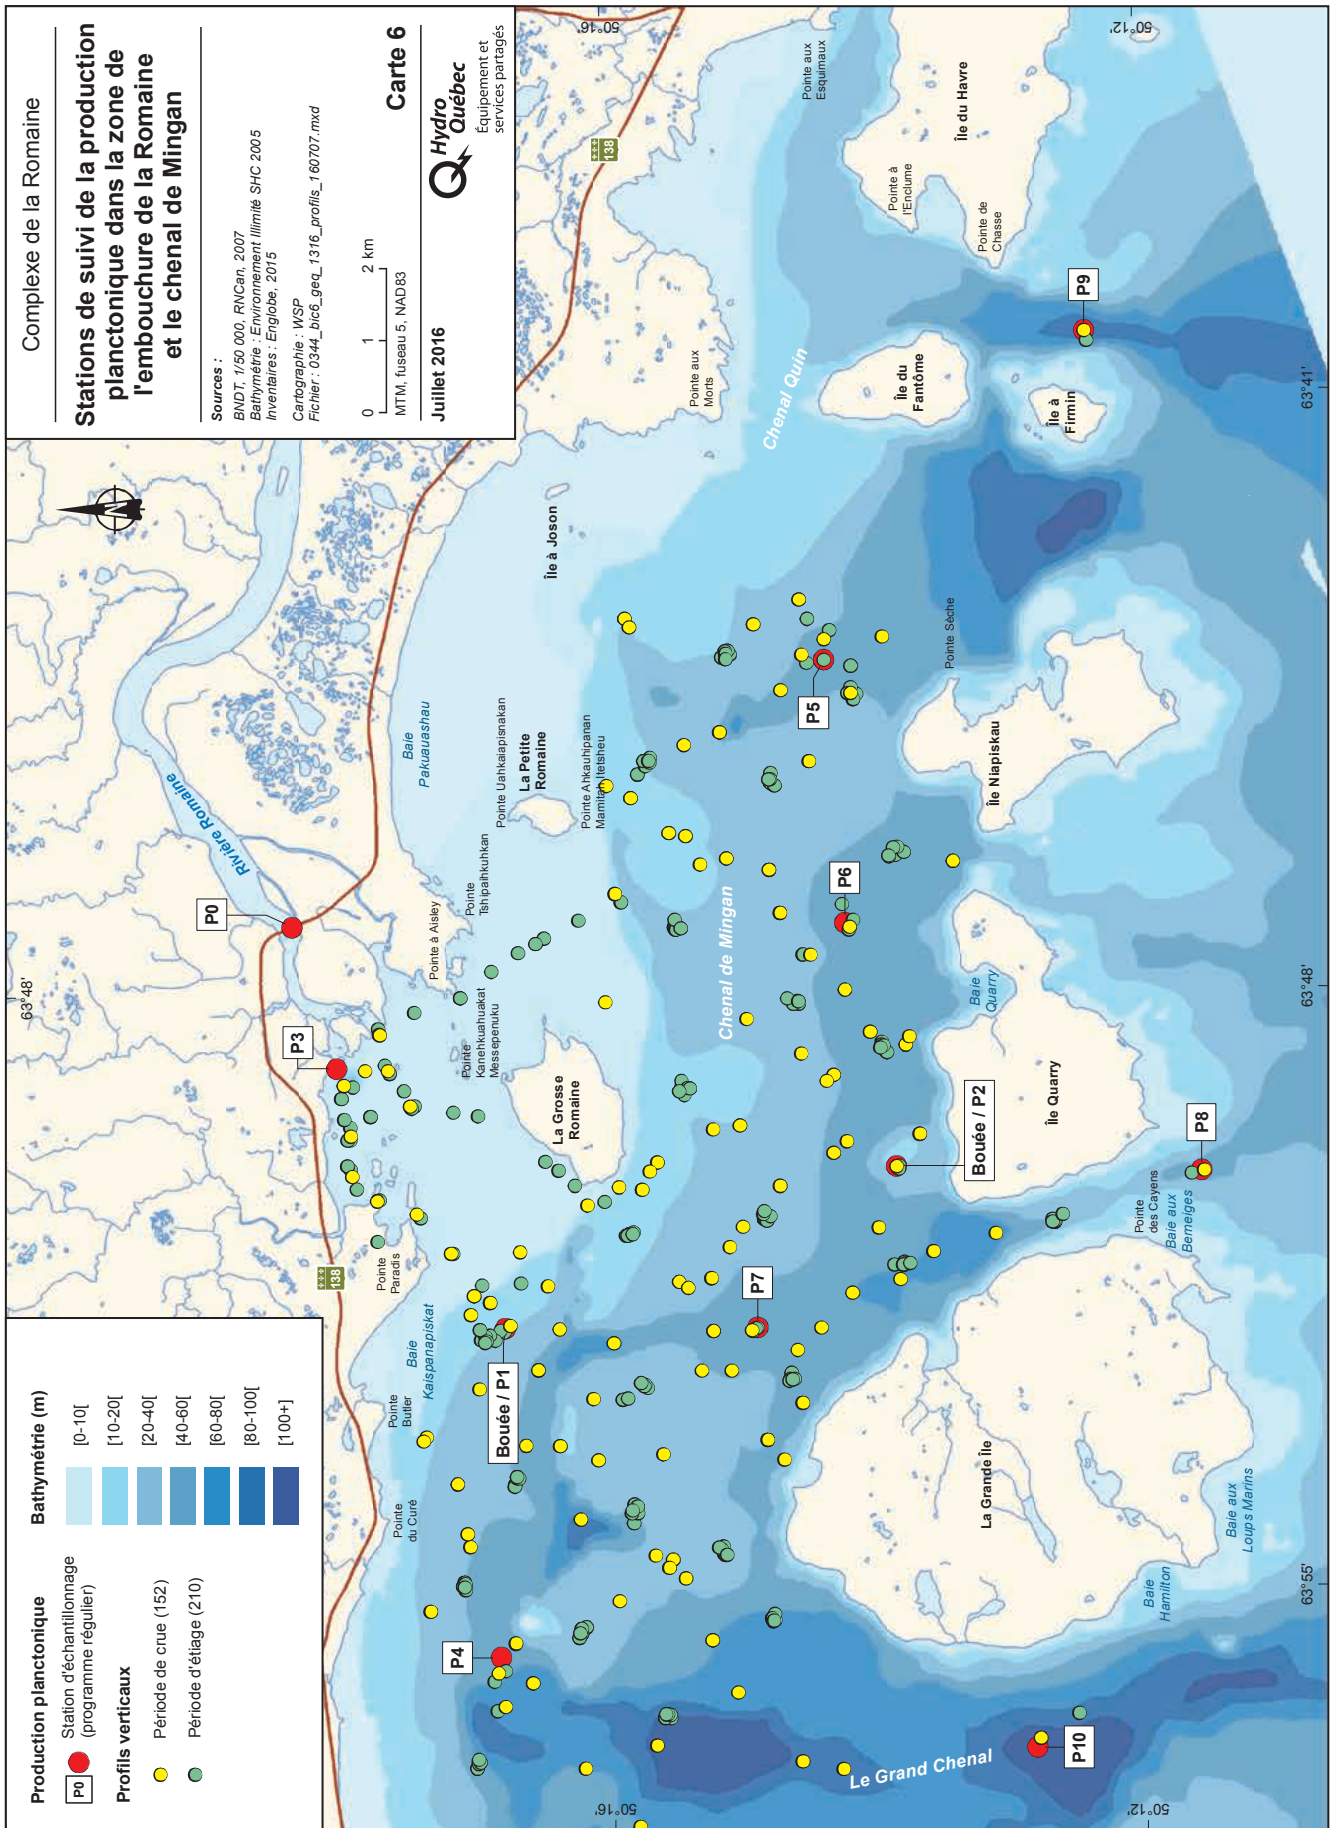 Complexe de la Romaine
Stations de suivi de la production
planctonique dans la zone de
l'embouchure de la Romaine
et le chenal de Mingan
Sources :
BNDT, 1/50 000, RNCan, 2007
Bathymétrie : Environnement Illimité SHC 2005
Inventaires : Englobe, 2015
Cartographie : WSP
Fichier : 0344_bic6_geq_1316_profils_160707.mxd
0 1 2 km
MTM, fuseau 5, NAD83
Carte 6
Juillet 2016
Hydro
Québec
Équipement et
services partagés
Production planctonique
P0
Station d'échantillonnage
(programme régulier)
Profils verticaux
Période de crue (152)
Période d'étiage (210)
Bathymétrie (m)
[0-10[
[10-20[
[20-40[
[40-60[
[60-80[
[80-100[
[100+]
63°48'
138
138
P0
P3
Rivière Romaine
Baie
Pakuauashau
Pointe à Aisley
Pointe
Tshipaihkuhkan
Pointe Uahkaiapisnakan
La Petite
Romaine
Pointe Ahkauhipanan
Mamitah Itetsheu
Île à Joson
Pointe
Kanehkuahuakat
Messepenuku
La Grosse
Romaine
Pointe
Paradis
Baie
Kaispanapiskat
Pointe
Butler
Pointe
du Curé
Bouée / P1
P4
50°16'
50°16'
Pointe aux
Morts
Pointe aux
Esquimaux
Chenal Quin
Chenal de Mingan
P5
P6
P7
Pointe à
l'Enclume
Île du Havre
Pointe de
Chasse
Île du
Fantôme
Île à
Firmin
P9
Pointe Sèche
Île Niapiskau
Baie
Quarry
Île Quarry
Bouée / P2
P8
Pointe
des Cayens
Baie aux
Berneiges
La Grande Île
Baie aux
Loups Marins
Baie
Hamilton
Le Grand Chenal
P10
50°12'
50°12'
63°55'
63°48'
63°41'